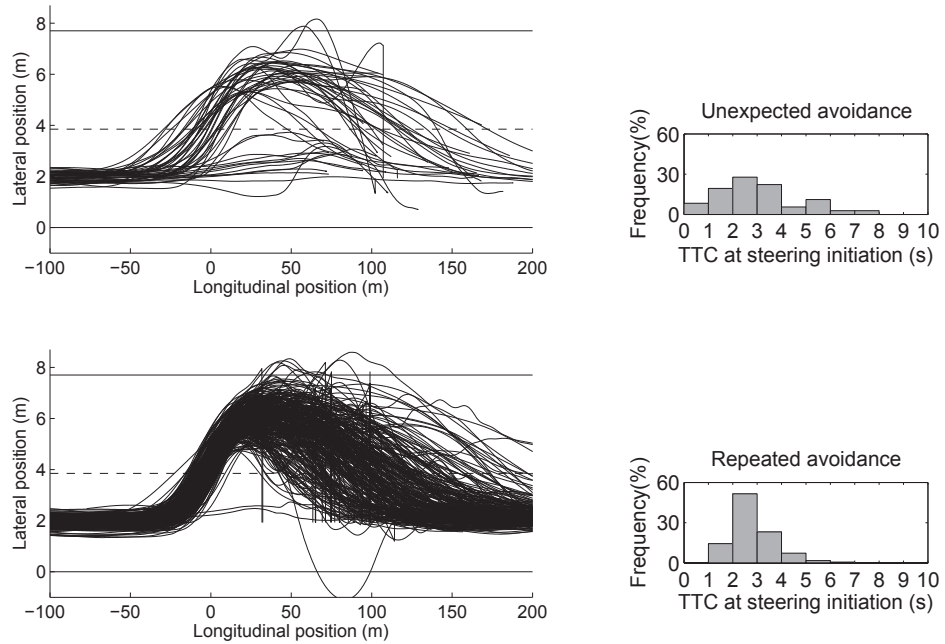 8
6
4
2
0
Lateral position (m)
−100 −50 0 50 100 150 200
Longitudinal position (m)
Unexpected avoidance
60
30
0
Frequency(%)
0 1 2 3 4 5 6 7 8 9 10
TTC at steering initiation (s)
8
6
4
2
0
Lateral position (m)
−100 −50 0 50 100 150 200
Longitudinal position (m)
Repeated avoidance
60
30
0
Frequency(%)
0 1 2 3 4 5 6 7 8 9 10
TTC at steering initiation (s)